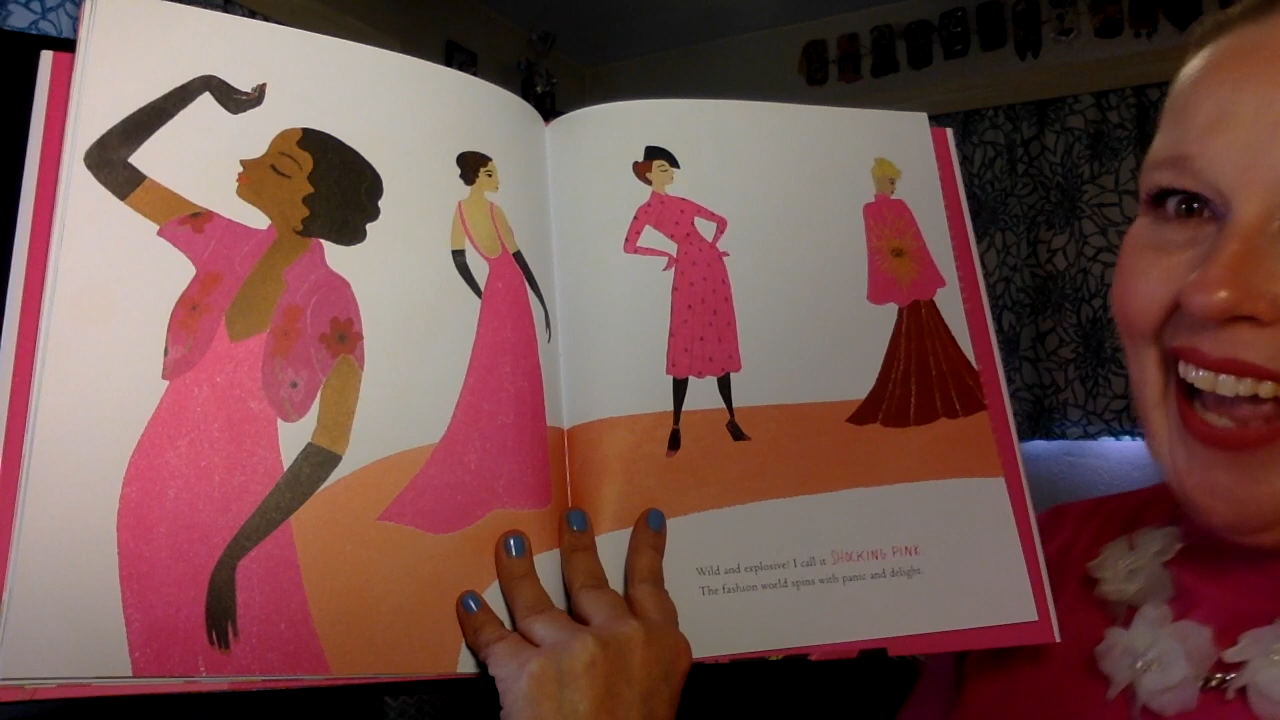 Wild and explosive! I call it SHOCKING PINK.
The fashion world spins with panic and delight.